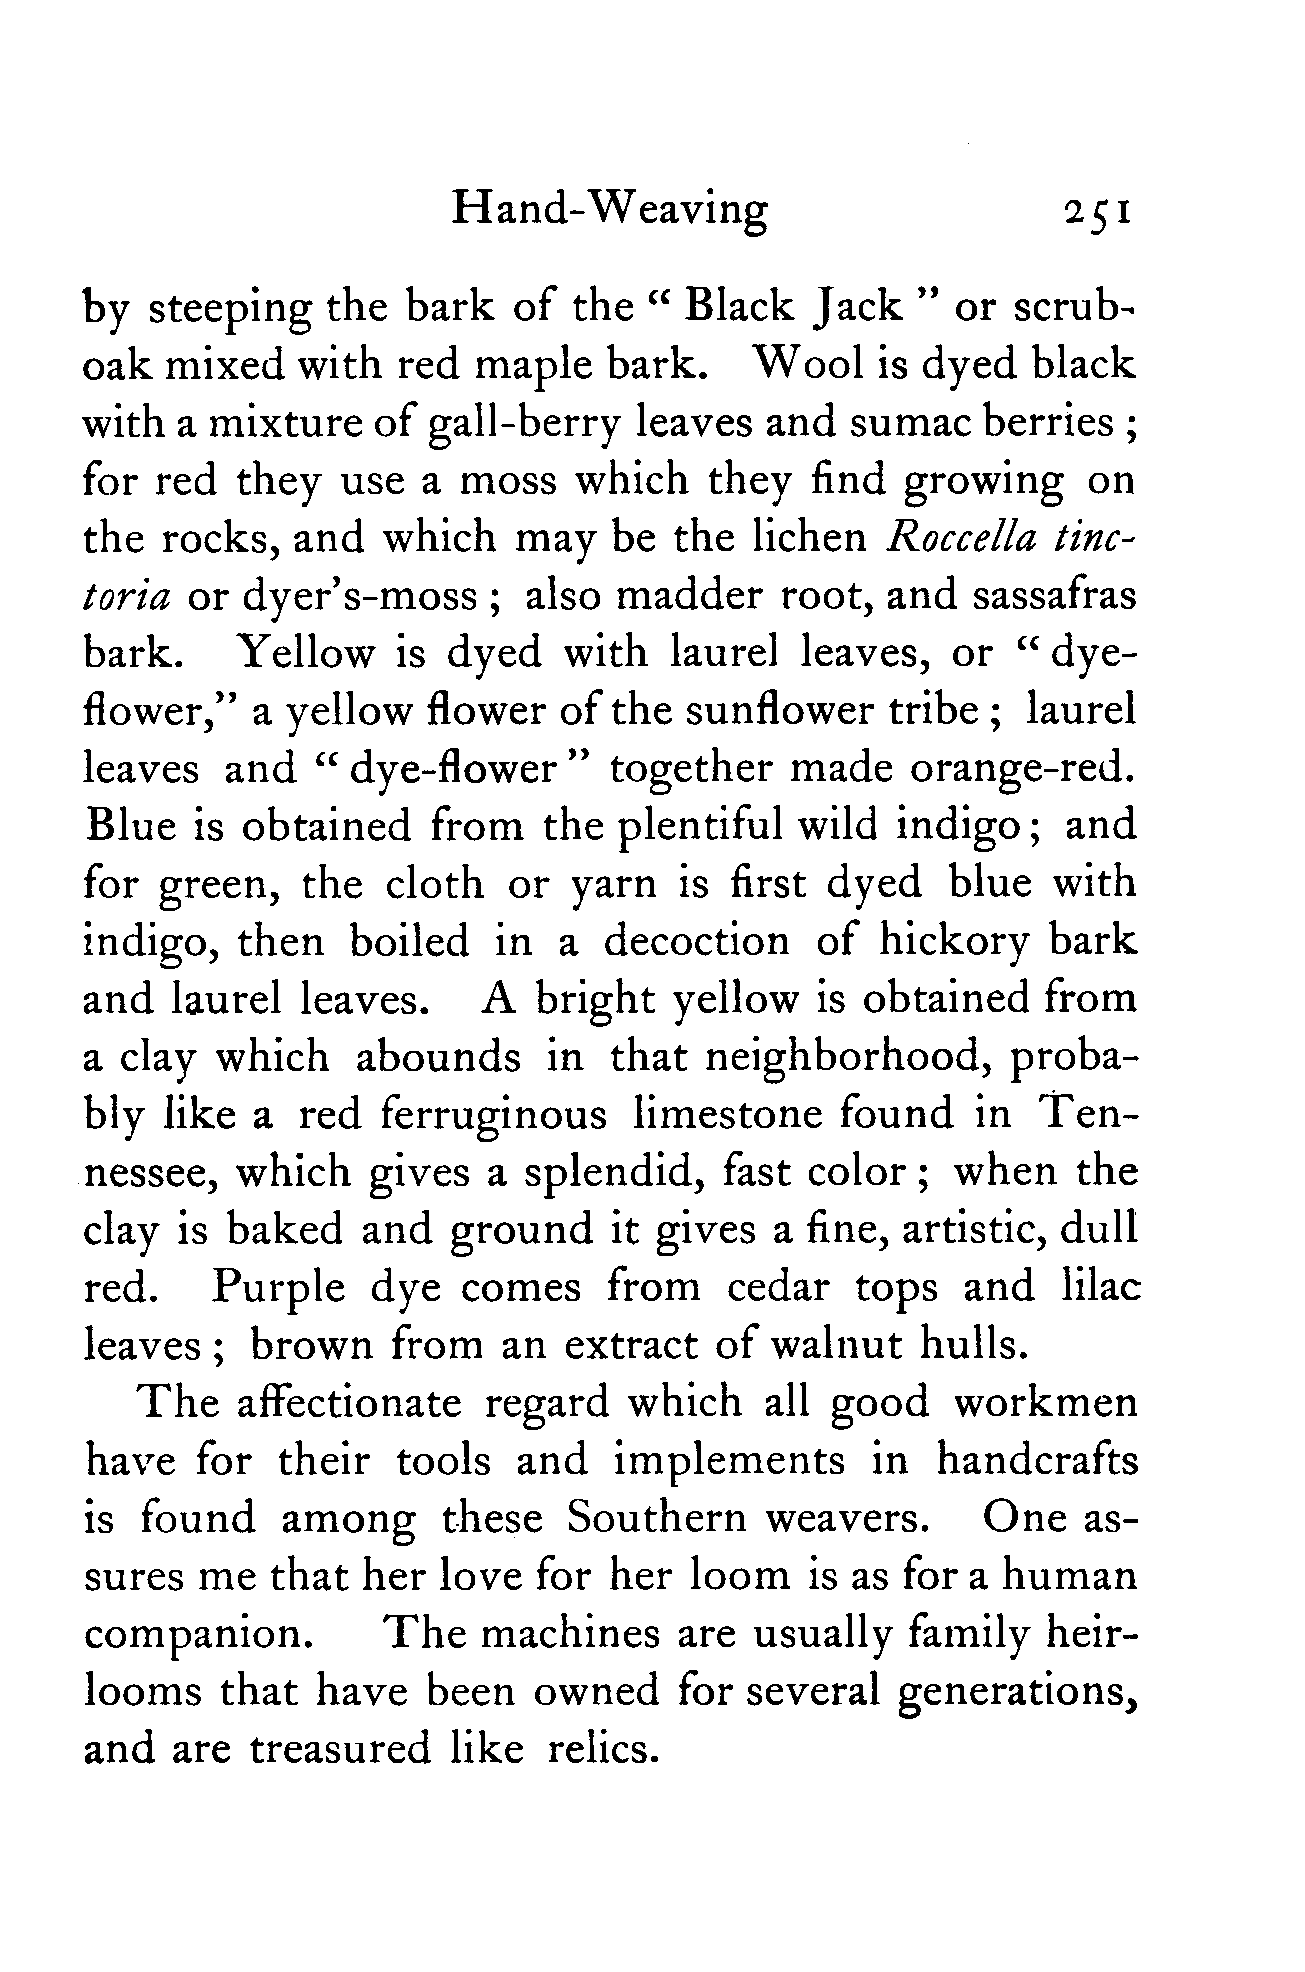 Hand-Weaving 251
by steeping the bark of the “ Black Jack ” or scrub-
oak mixed with red maple bark. Wool is dyed black
with a mixture of gall-berry leaves and sumac berries ;
for red they use a moss which they find growing on
the rocks, and which may be the lichen Roccella tinc-
toria or dyer’s-moss ; also madder root, and sassafras
bark. Yellow is dyed with laurel leaves, or “ dye-
flower,” a yellow flower of the sunflower tribe ; laurel
leaves and “ dye-flower ” together made orange-red.
Blue is obtained from the plentiful wild indigo ; and
for green, the cloth or yarn is first dyed blue with
indigo, then boiled in a decoction of hickory bark
and laurel leaves. A bright yellow is obtained from
a clay which abounds in that neighborhood, proba-
bly like a red ferruginous limestone found in Ten-
nessee, which gives a splendid, fast color ; when the
clay is baked and ground it gives a fine, artistic, dull
red. Purple dye comes from cedar tops and lilac
leaves ; brown from an extract of walnut hulls.
The affectionate regard which all good workmen
have for their tools and implements in handcrafts
is found among these Southern weavers. One as-
sures me that her love for her loom is as for a human
companion. The machines are usually family heir-
looms that have been owned for several generations,
and are treasured like relics.